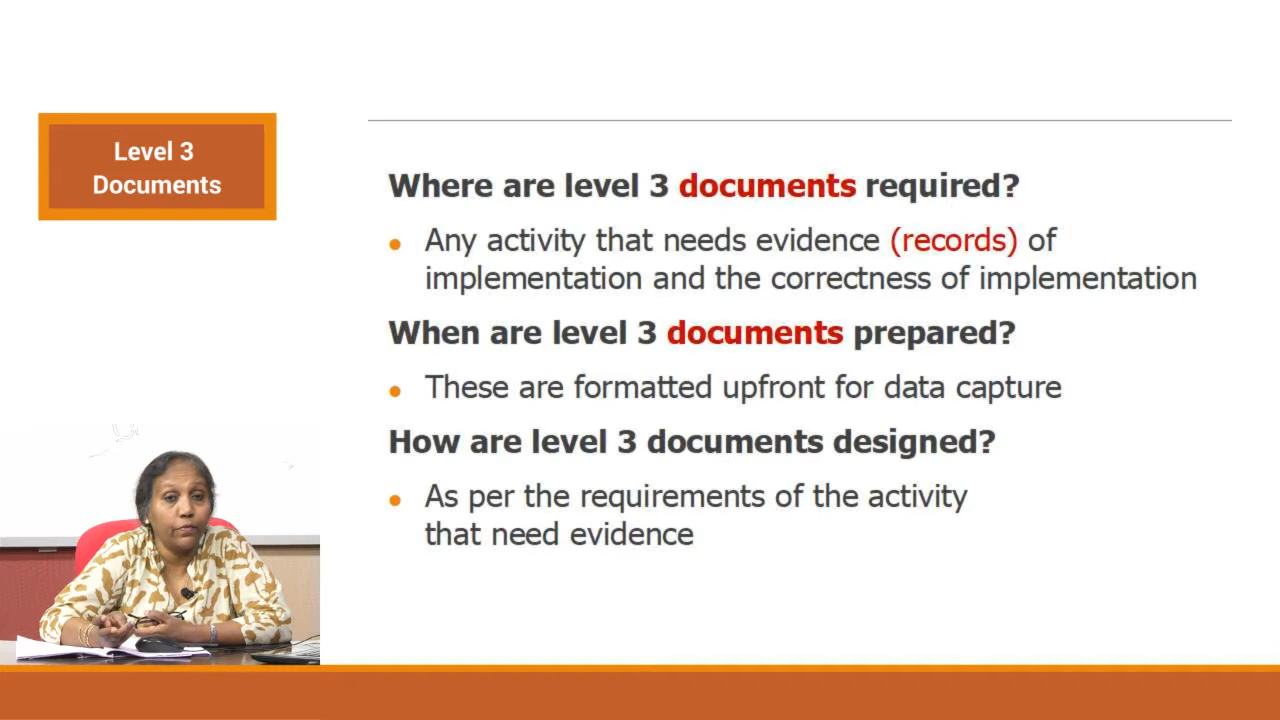 Level 3
Documents
Where are level 3 documents required?
Any activity that needs evidence (records) of
implementation and the correctness of implementation
When are level 3 documents prepared?
These are formatted upfront for data capture
How are level 3 documents designed?
As per the requirements of the activity
that need evidence